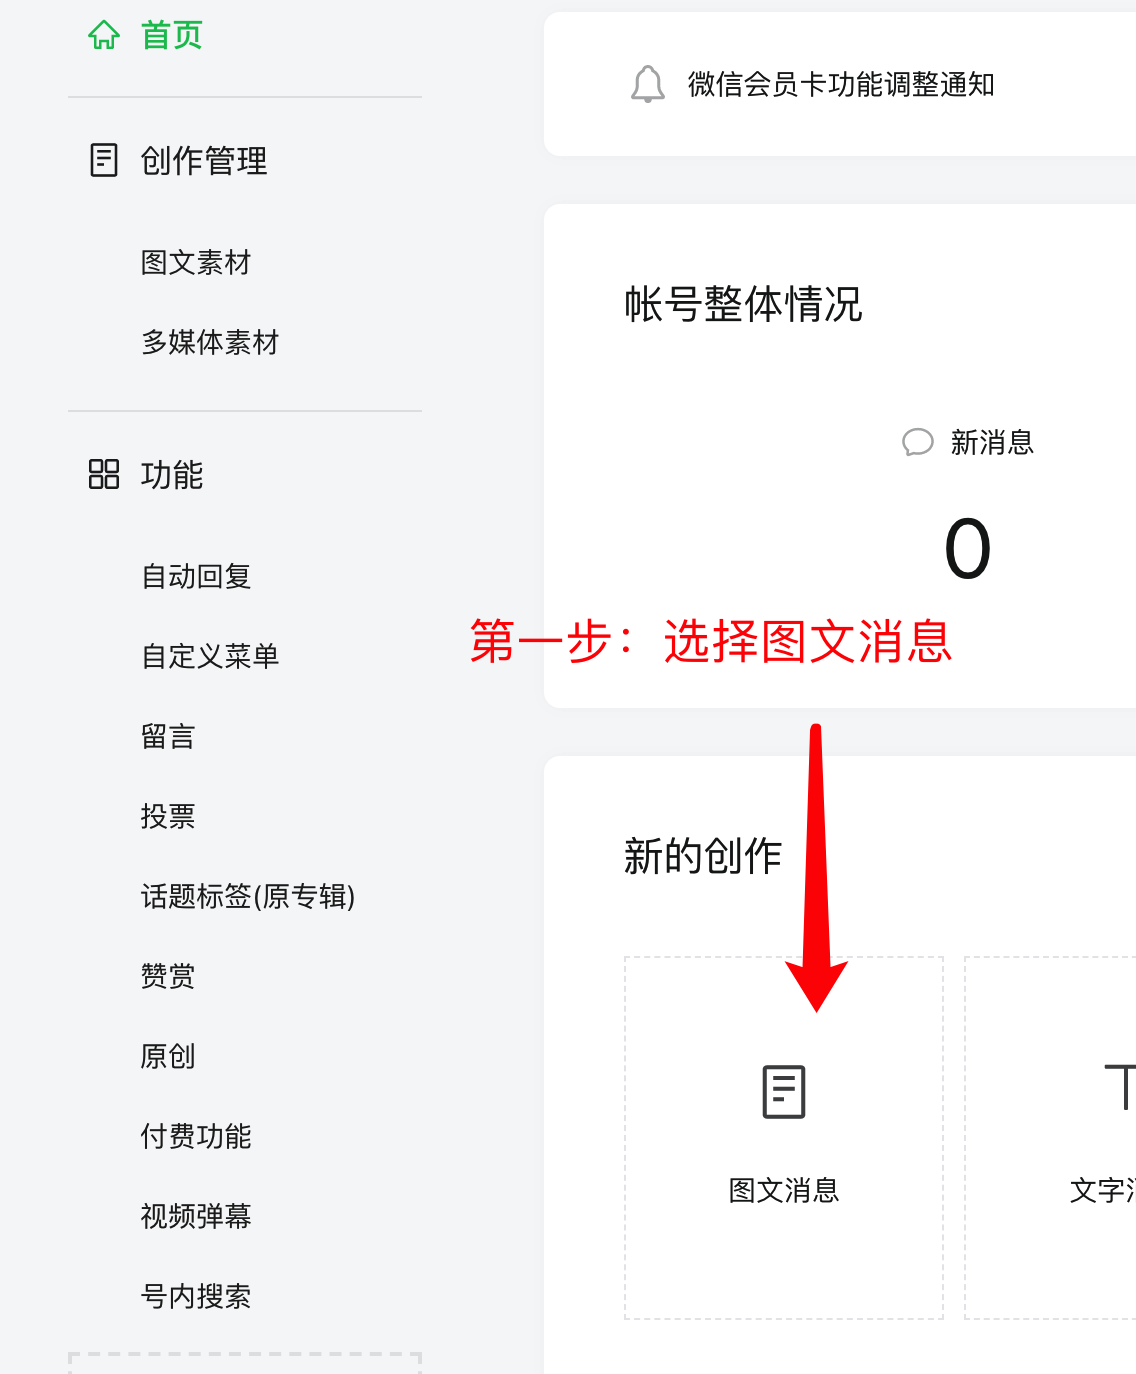 首页
创作管理
图文素材
多媒体素材
功能
自动回复
自定义菜单
留言
投票
话题标签(原专辑)
赞赏
原创
付费功能
视频弹幕
号内搜索
微信会员卡功能调整通知
帐号整体情况
新消息
0
第一步：选择图文消息
新的创作
图文消息
文字